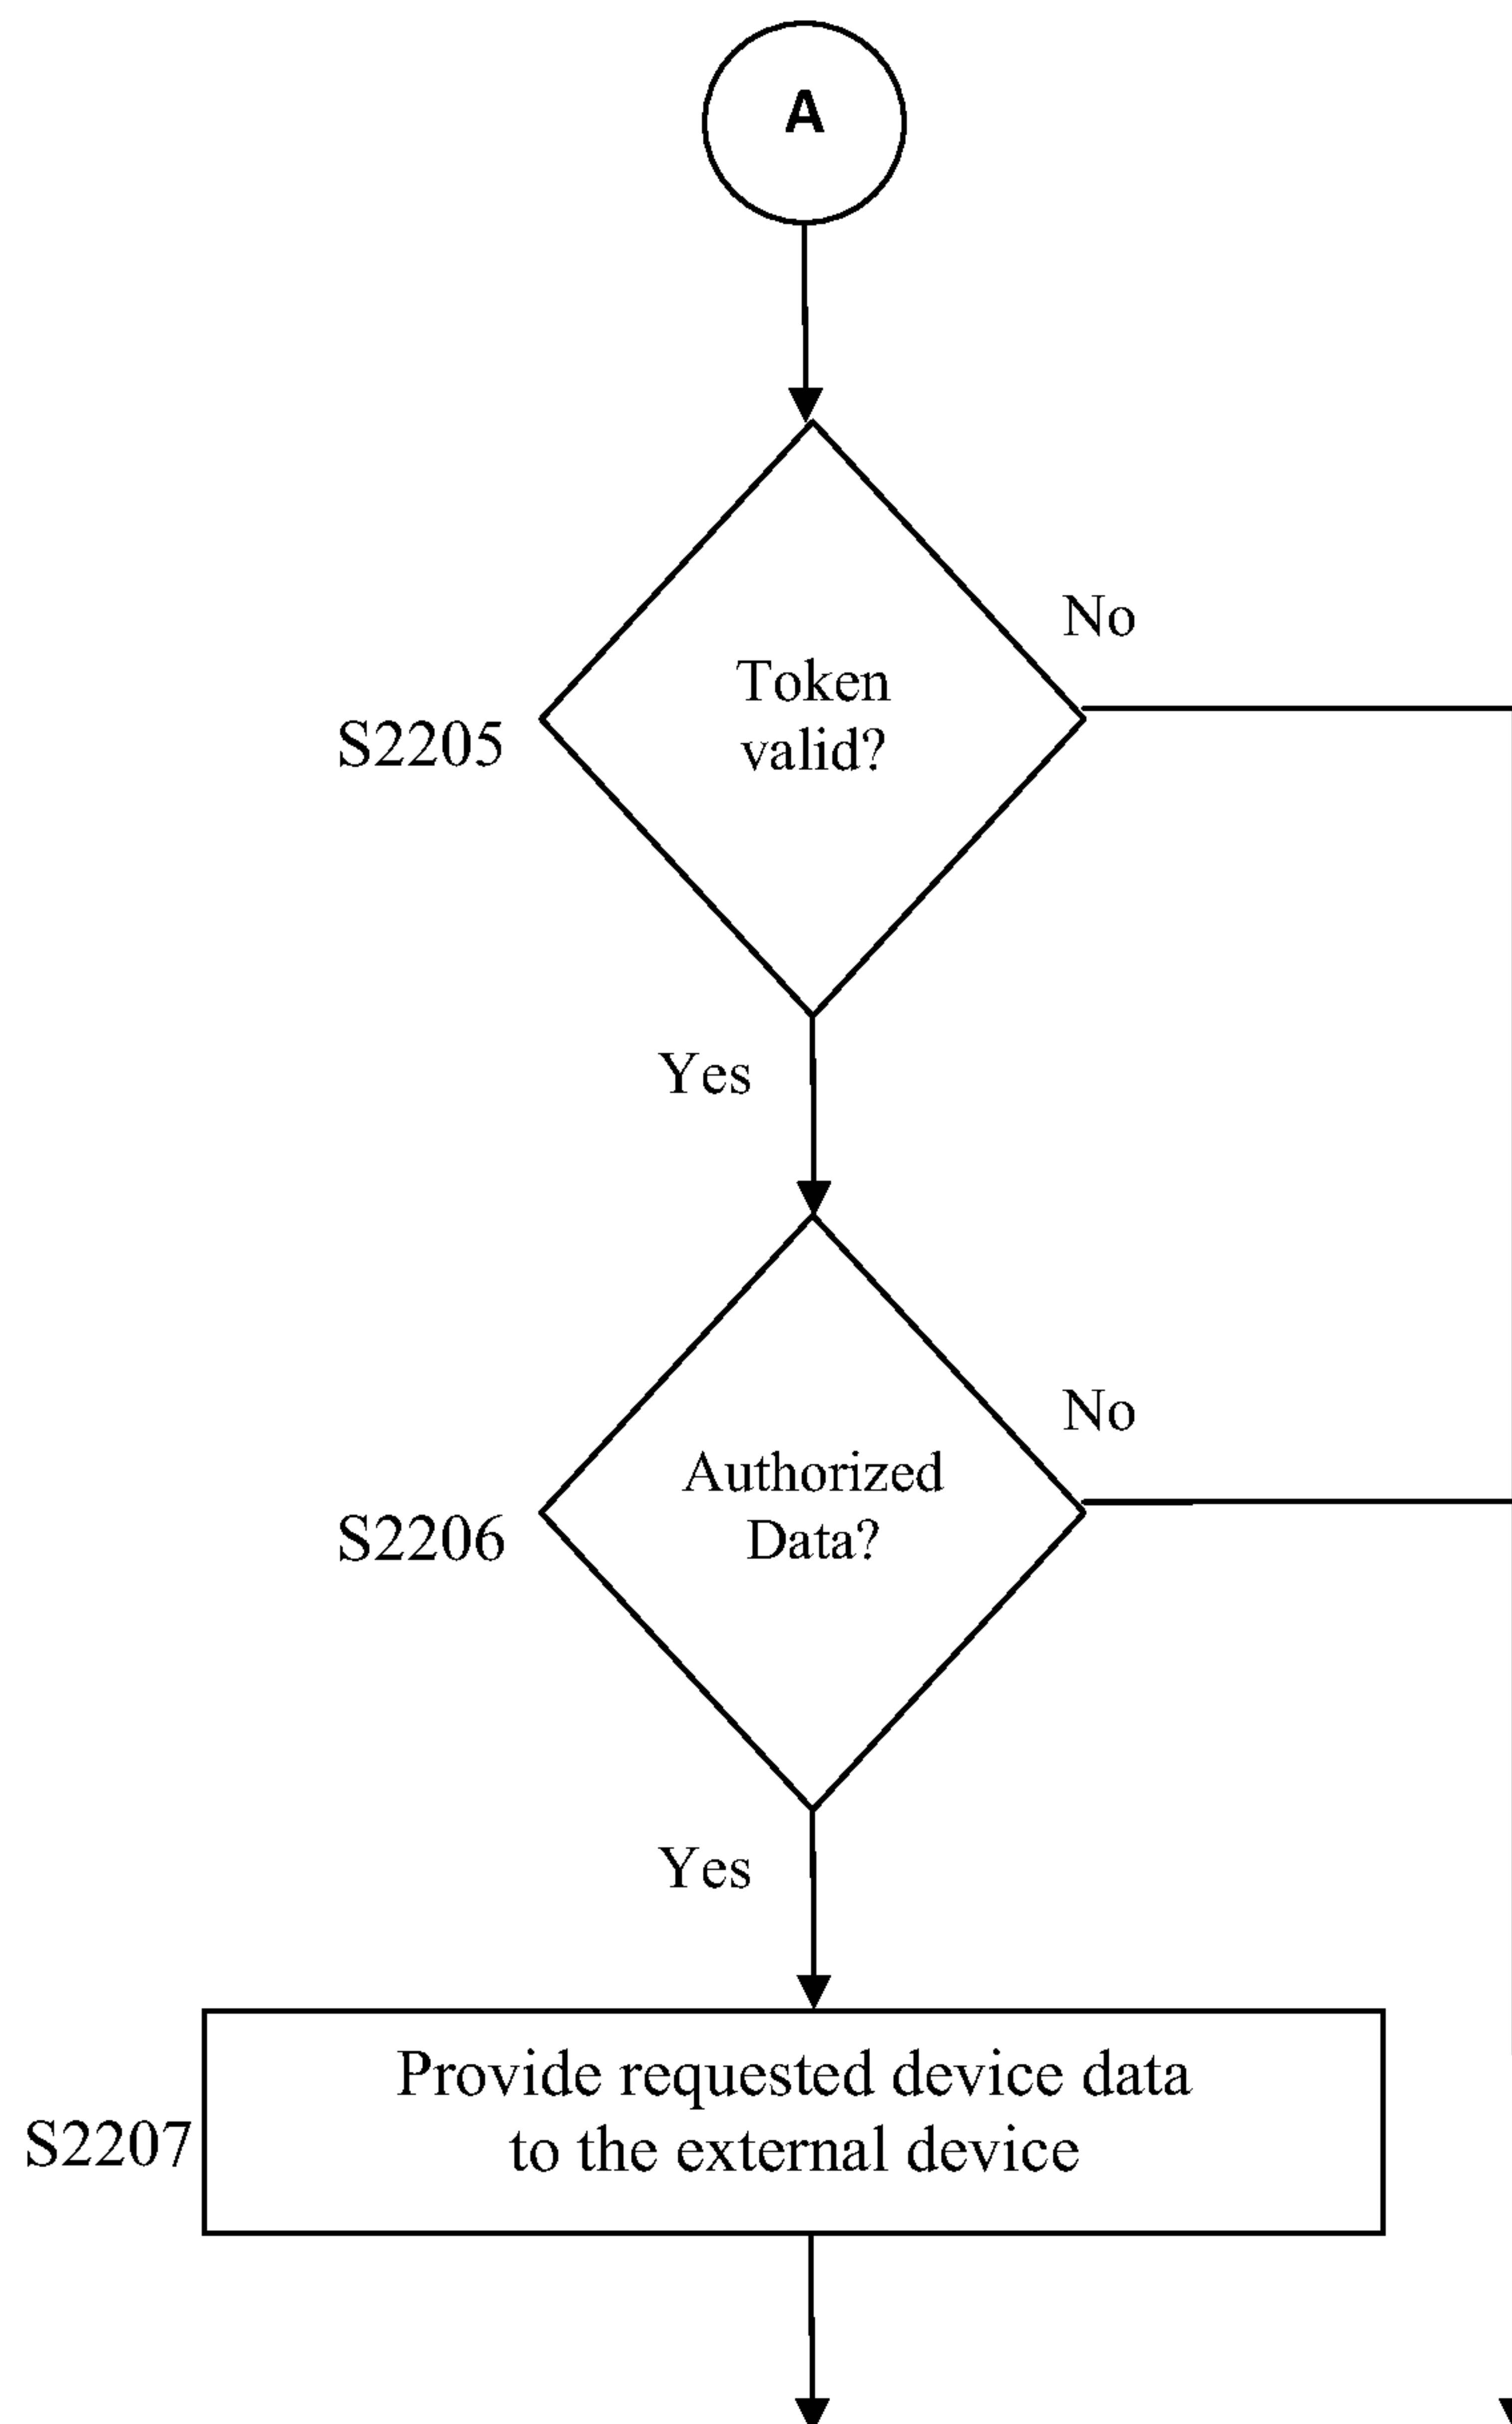 A
No
Token
valid?
S2205
Yes
No
Authorized
Data?
S2206
Yes
Provide requested device data
to the external device
S2207